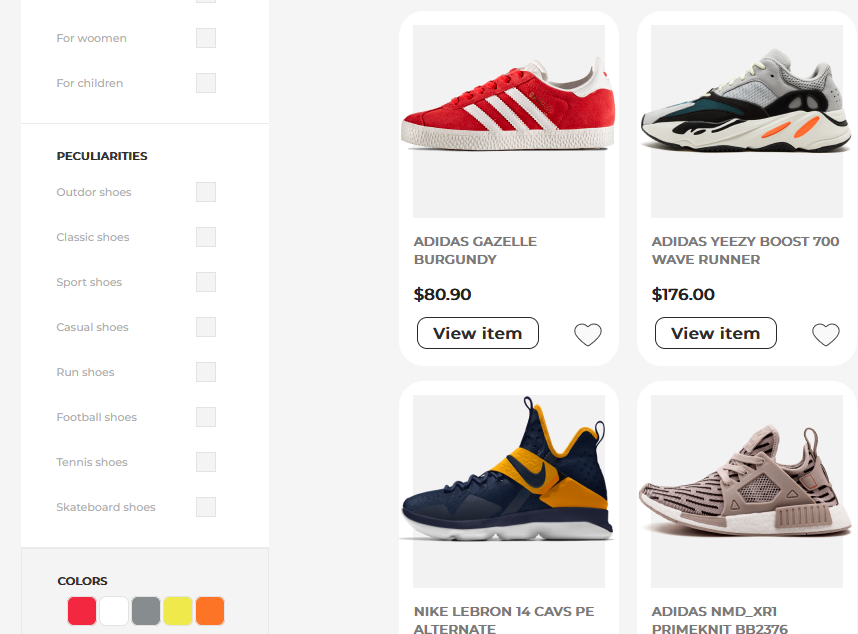 For woomen
For children
PECULIARITIES
Outdor shoes
Classic shoes
Sport shoes
Casual shoes
Run shoes
Football shoes
Tennis shoes
Skateboard shoes
COLORS
ADIDAS GAZELLE
BURGUNDY
$80.90
View item
ADIDAS YEEZY BOOST 700
WAVE RUNNER
$176.00
View item
NIKE LEBRON 14 CAVS PE
ALTERNATE
ADIDAS NMD_XR1
PRIMEKNIT BB2376